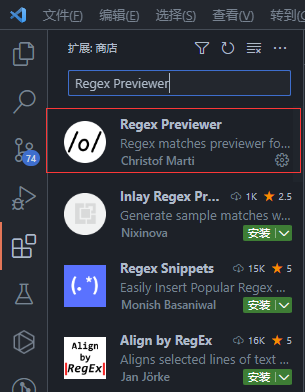 文件(F)
编辑(E)
选择(S)
查看(V)
转
扩展: 商店
Regex Previewer
/o/
Regex Previewer
Regex matches previewer fo...
Christof Marti
74
Inlay Regex Pr...
1K
2.5
Generate sample matches w...
Nixinova
安装
(.*)
Regex Snippets
15K
5
Easily Insert Popular Regex ...
Monish Basaniwal
安装
Align
by
RegEx
Align by RegEx
16K
5
Aligns selected lines of text ...
Jan Jörke
安装